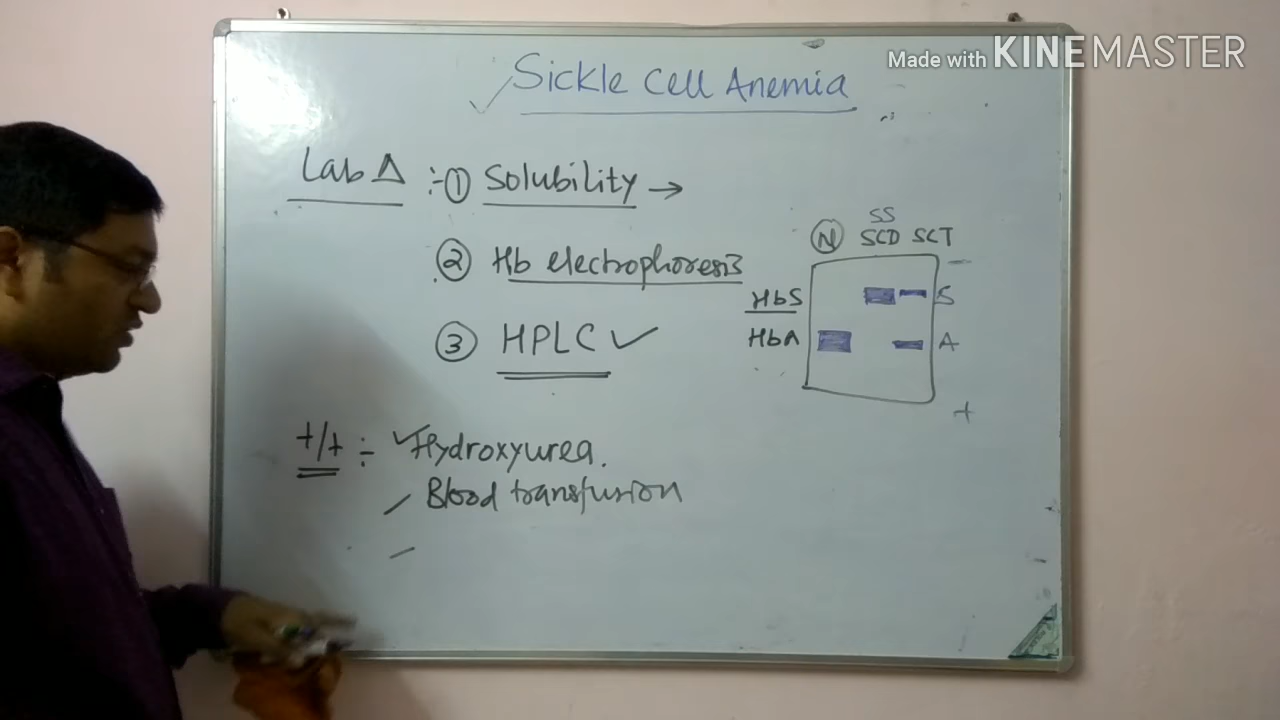 Made with KINEMASTER
Sickle Cell Anemia
Lab Δ :- ① Solubility →
② Hb electrophoresis
③ HPLC ✓
N SS SCD SCT
−
HbS S
HbA A
+
+/+ ÷ ✓Hydroxyurea.
Blood transfusion